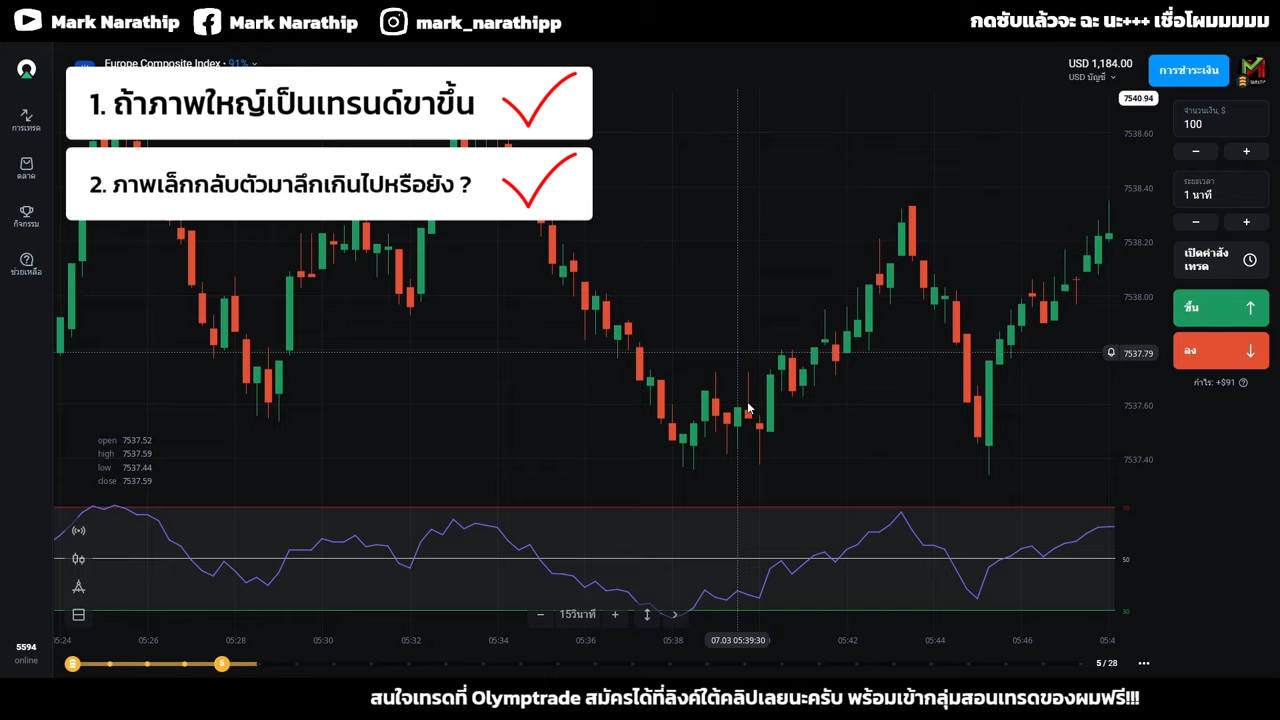 Mark Narathip
Mark Narathip
mark_narathipp
กดซับแล้วจะ ฉะ นะ+++ เชื่อโผมมมมม
Europe Composite Index • 91%
USD 1,184.00
USD บัญชี
การชำระเงิน
1. ถ้าภาพใหญ่เป็นเทรนด์ขาขึ้น
2. ภาพเล็กกลับตัวมาลึกเกินไปหรือยัง ?
การเทรด
ตลาด
กิจกรรม
ช่วยเหลือ
7540.94
7538.60
7538.40
7538.20
7538.00
7537.79
7537.60
7537.40
จำนวนเงิน, $
100
− +
ระยะเวลา
1 นาที
− +
เปิดคำสั่ง
เทรด
ขึ้น
ลง
กำไร: +$91
open 7537.52
high 7537.59
low 7537.44
close 7537.59
70
50
30
− 15วินาที +
05:24 05:26 05:28 05:30 05:32 05:34 05:36 05:38 07.03 05:39:30 05:42 05:44 05:46 05:4
5594
online
5
5 / 28
สนใจเทรดที่ Olymptrade สมัครได้ที่ลิงค์ใต้คลิปเลยนะครับ พร้อมเข้ากลุ่มสอนเทรดของผมฟรี!!!